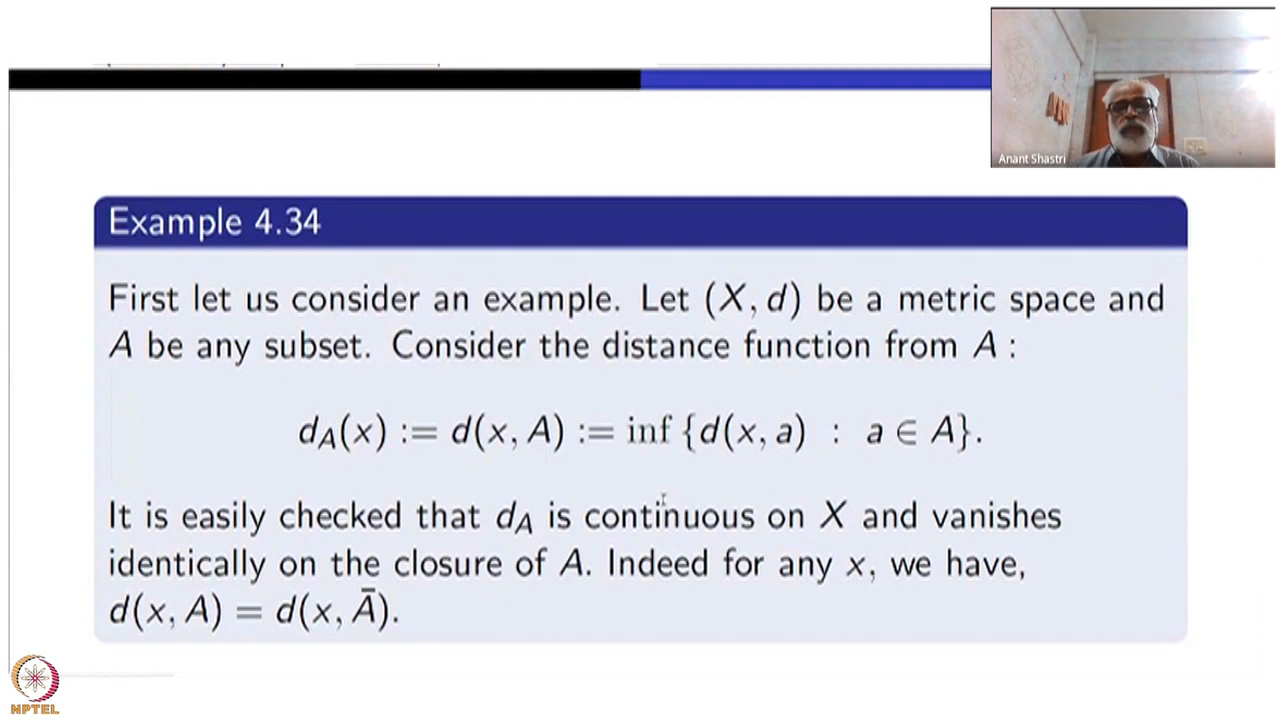 Anant Shastri
Example 4.34
First let us consider an example. Let (X, d) be a metric space and
A be any subset. Consider the distance function from A :
d_A(x) := d(x, A) := inf {d(x, a) : a ∈ A}.
It is easily checked that d_A is continuous on X and vanishes
identically on the closure of A. Indeed for any x, we have,
d(x, A) = d(x, Ā).
NPTEL